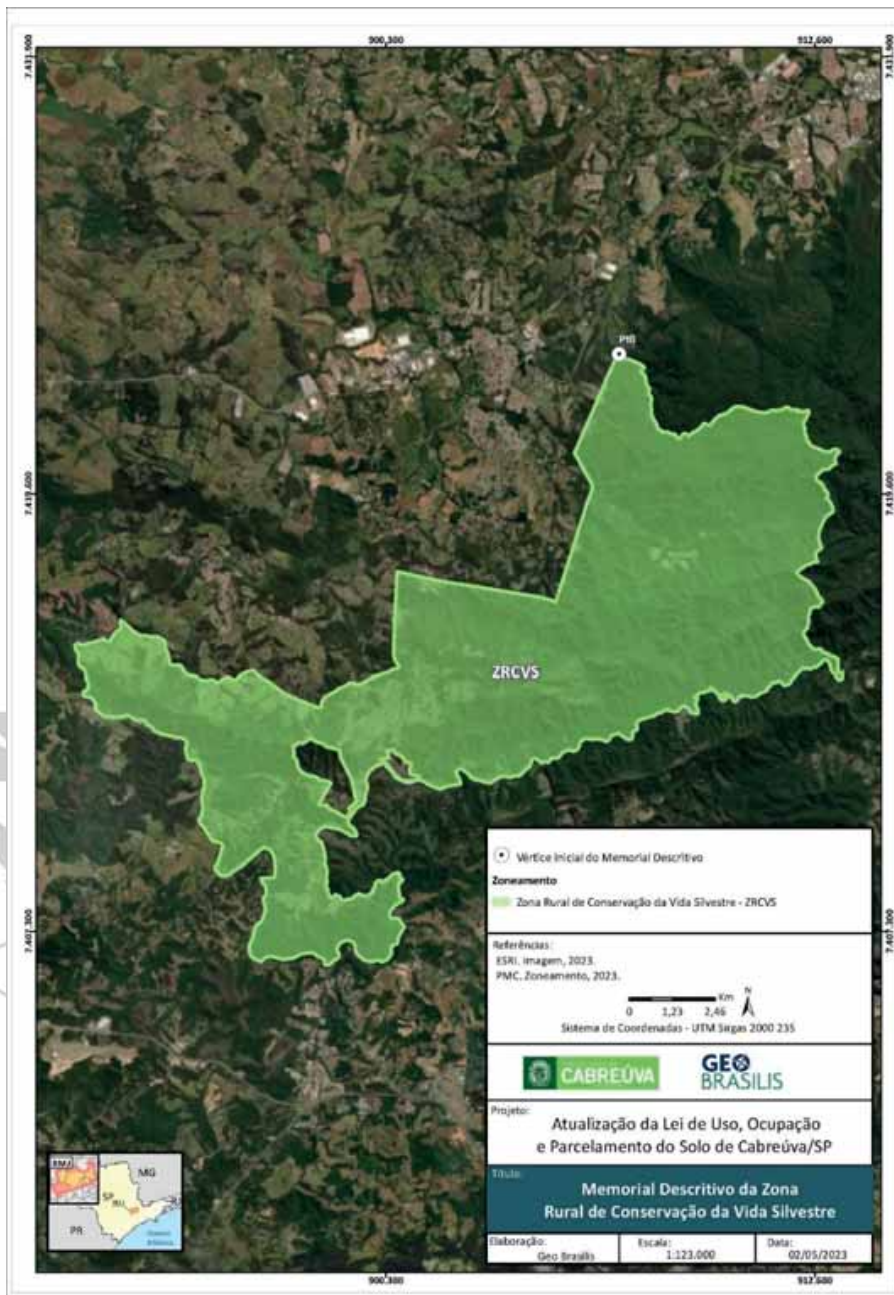 900.300
912.600
7.431.900
7.431.900
7.419.600
7.419.600
ZRCVS
Vértice Inicial do Memorial Descritivo
Zoneamento
Zona Rural de Conservação da Vida Silvestre - ZRCVS
Referências:
ESRI. Imagem, 2023.
PMC. Zoneamento, 2023.
Km
N
0 1,23 2,46
Sistema de Coordenadas - UTM Sirgas 2000 23S
7.407.300
7.407.300
CABREÚVA
GEO BRASILIS
Projeto:
Atualização da Lei de Uso, Ocupação
e Parcelamento do Solo de Cabreúva/SP
Título:
Memorial Descritivo da Zona
Rural de Conservação da Vida Silvestre
Elaboração:
Geo Brasilis
Escala:
1:123.000
Data:
02/05/2023
MG
SP
PR
900.300
912.600